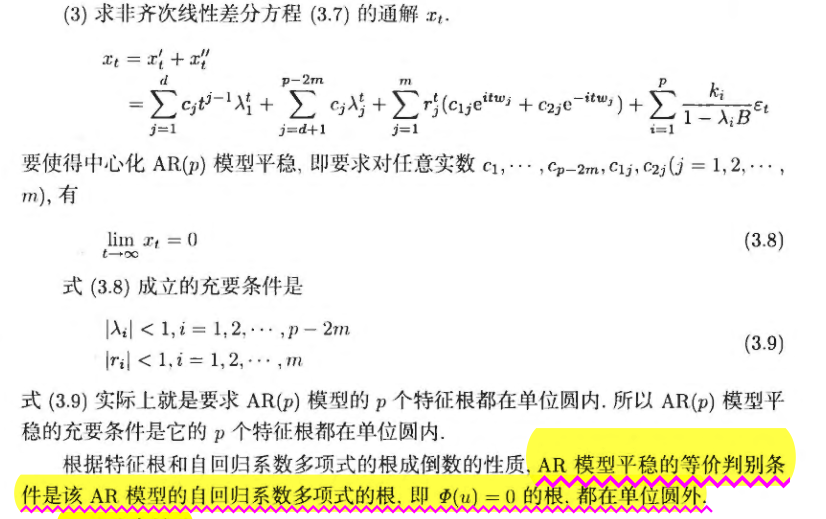 (3) 求非齐次线性差分方程 (3.7) 的通解 $x_t$.
$x_t = x_t' + x_t''$
$= \sum_{j=1}^{d} c_j t^{j-1} \lambda_1^t + \sum_{j=d+1}^{p-2m} c_j \lambda_j^t + \sum_{j=1}^{m} r_j^t (c_{1j} \mathrm{e}^{itw_j} + c_{2j} \mathrm{e}^{-itw_j}) + \sum_{i=1}^{p} \frac{k_i}{1 - \lambda_i B} \varepsilon_t$
要使得中心化 AR(p) 模型平稳, 即要求对任意实数 $c_1, \cdots, c_{p-2m}, c_{1j}, c_{2j} (j = 1, 2, \cdots,$
$m)$, 有
$\lim_{t \to \infty} x_t = 0$ (3.8)
式 (3.8) 成立的充要条件是
$|\lambda_i| < 1, i = 1, 2, \cdots, p - 2m$
$|r_i| < 1, i = 1, 2, \cdots, m$ (3.9)
式 (3.9) 实际上就是要求 AR(p) 模型的 p 个特征根都在单位圆内. 所以 AR(p) 模型平
稳的充要条件是它的 p 个特征根都在单位圆内.
根据特征根和自回归系数多项式的根成倒数的性质, AR 模型平稳的等价判别条
件是该 AR 模型的自回归系数多项式的根, 即 $\Phi(u) = 0$ 的根, 都在单位圆外.